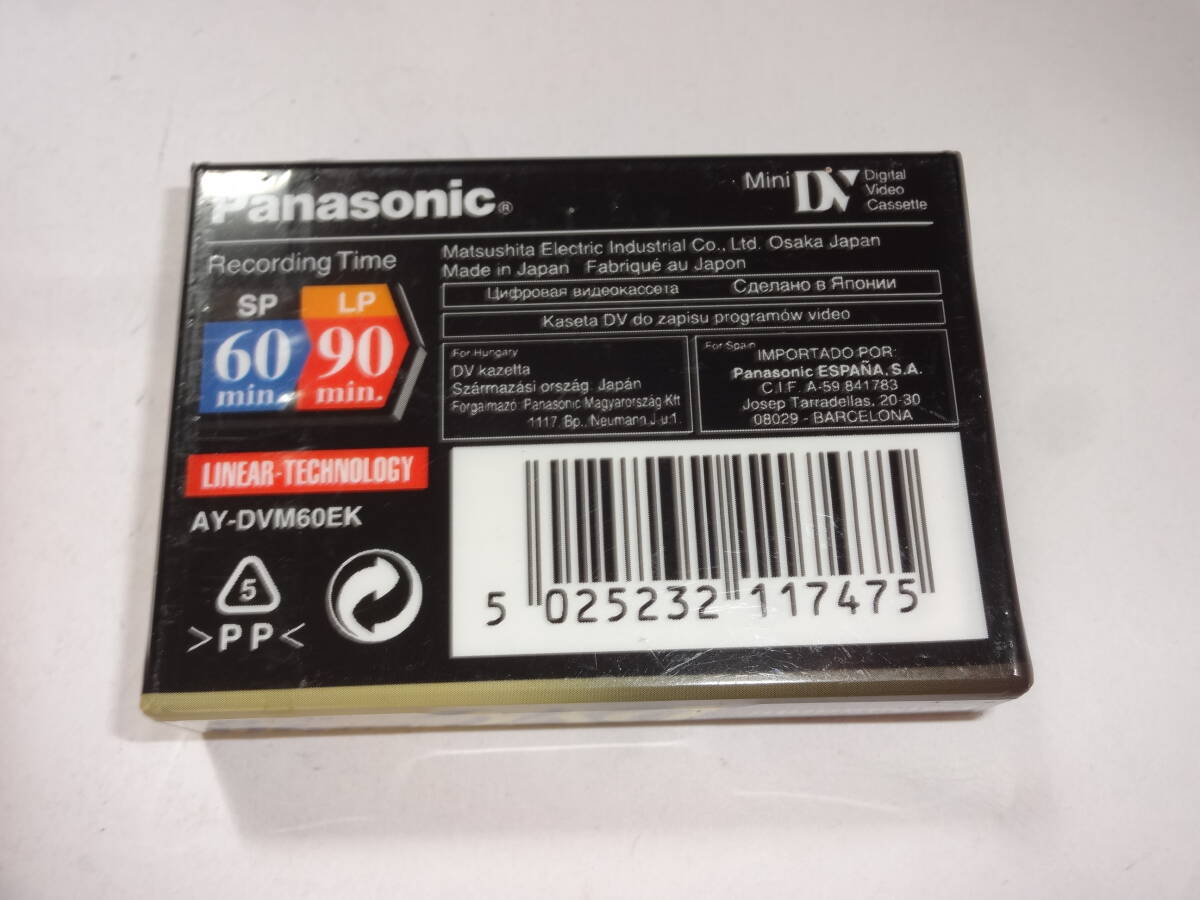 Panasonic®
Mini DV Digital Video Cassette
Recording Time
SP LP
60 min. 90 min.
Matsushita Electric Industrial Co., Ltd. Osaka Japan
Made in Japan Fabriqué au Japon
Цифровая видеокассета Сделано в Японии
Kaseta DV do zapisu programów video
For Hungary
DV kazetta
Származási ország: Japán
Forgalmazó: Panasonic Magyarország Kft
1117. Bp., Neumann J.u.1.
For Spain
IMPORTADO POR:
Panasonic ESPAÑA, S.A.
C.I.F. A-59 841783
Josep Tarradellas, 20-30
08029 - BARCELONA
LINEAR-TECHNOLOGY
AY-DVM60EK
5
>PP<
5 025232 117475